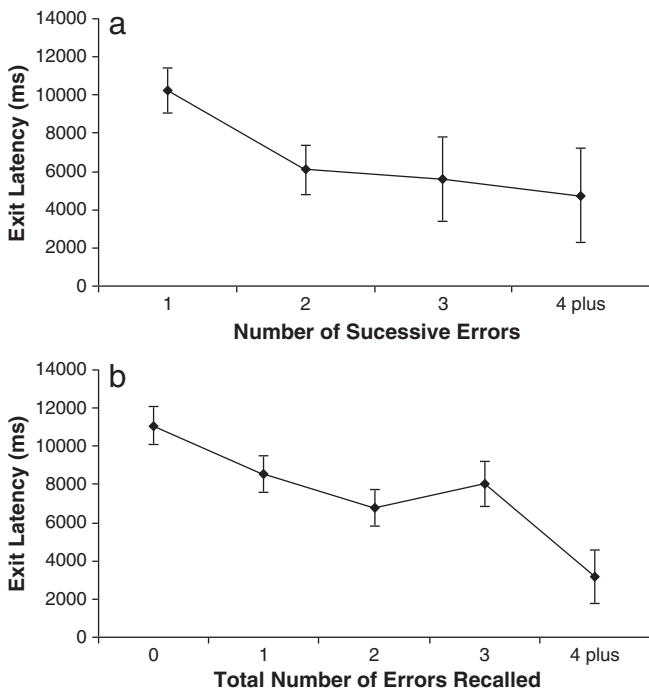 a
14000
12000
10000
8000
6000
4000
2000
0
Exit Latency (ms)
1 2 3 4 plus
Number of Sucessive Errors
b
14000
12000
10000
8000
6000
4000
2000
0
Exit Latency (ms)
0 1 2 3 4 plus
Total Number of Errors Recalled